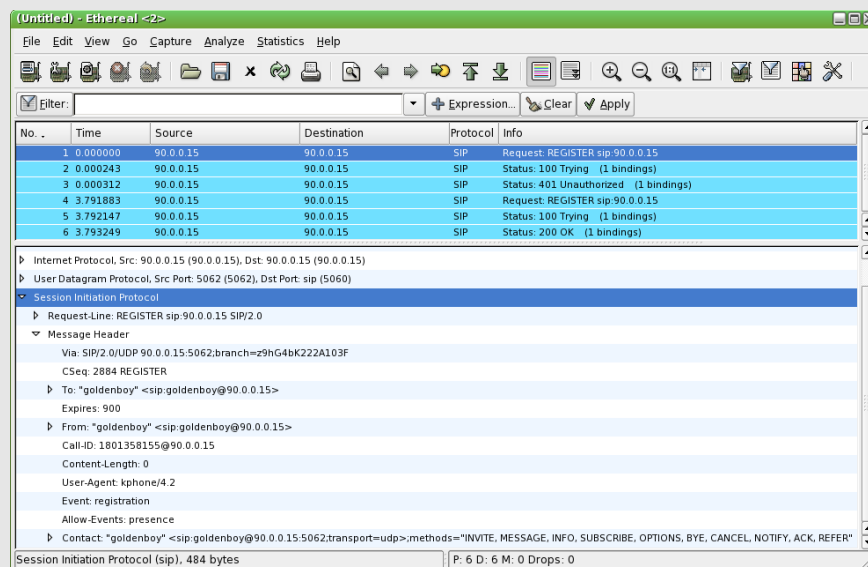 (Untitled) - Ethereal <2>
File Edit View Go Capture Analyze Statistics Help
Filter: Expression... Clear Apply
No. . Time Source Destination Protocol Info
1 0.000000 90.0.0.15 90.0.0.15 SIP Request: REGISTER sip:90.0.0.15
2 0.000243 90.0.0.15 90.0.0.15 SIP Status: 100 Trying (1 bindings)
3 0.000312 90.0.0.15 90.0.0.15 SIP Status: 401 Unauthorized (1 bindings)
4 3.791883 90.0.0.15 90.0.0.15 SIP Request: REGISTER sip:90.0.0.15
5 3.792147 90.0.0.15 90.0.0.15 SIP Status: 100 Trying (1 bindings)
6 3.793249 90.0.0.15 90.0.0.15 SIP Status: 200 OK (1 bindings)
Internet Protocol, Src: 90.0.0.15 (90.0.0.15), Dst: 90.0.0.15 (90.0.0.15)
User Datagram Protocol, Src Port: 5062 (5062), Dst Port: sip (5060)
Session Initiation Protocol
Request-Line: REGISTER sip:90.0.0.15 SIP/2.0
Message Header
Via: SIP/2.0/UDP 90.0.0.15:5062;branch=z9hG4bK222A103F
CSeq: 2884 REGISTER
To: "goldenboy" <sip:goldenboy@90.0.0.15>
Expires: 900
From: "goldenboy" <sip:goldenboy@90.0.0.15>
Call-ID: 1801358155@90.0.0.15
Content-Length: 0
User-Agent: kphone/4.2
Event: registration
Allow-Events: presence
Contact: "goldenboy" <sip:goldenboy@90.0.0.15:5062;transport=udp>;methods="INVITE, MESSAGE, INFO, SUBSCRIBE, OPTIONS, BYE, CANCEL, NOTIFY, ACK, REFER"
Session Initiation Protocol (sip), 484 bytes P: 6 D: 6 M: 0 Drops: 0